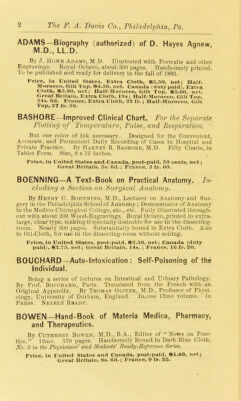 2 The F. A. Davis Co., Philadelphia, Pa.
ADAMS—Biography (authorized) of D. Hayes Agnew,
M.D., LL.D.
By J. HOWE ADAMS, M.D. Illustrated with Portraits and other
Engravings. Royal Octavo, about 500 pages. Handsomely printed.
To be published and ready for delivery in the fall of 1892.
Price, in United States, Extra Cloth, $2.50, net; Half-
Morocco, Gilt Top, $4.50, net. Canada (duty paid), Extra
Cloth, $3.90, net; Half-Morocco, Gilt Top, $5.00, net.
Great Britain, Extra Cloth, 19s.; Half-Morocco, Gilt Top,
24s. 6d. France, Extra Cloth, 22 fr.; Half-Morocco, Gilt
Top, 27 fr. 20.
BASHORE—Improved Clinical Chart. For the Separate
Plotting of Temperature, Pulse, and Respiration.
But one color of ink necessary. Designed for the Convenient,
Accurate, and Permanent Daily Recording of Cases in Hospital and
Private Practice. By HARVEY B. BASHORE, M.D. Fifty Charts, in
Tablet Form. Size, 8 x 12 inches.
Price, in United States and Canada, post-paid, 50 cents, net;
Great Britain, 3s. 6d.; France, 3 fr. 60.
BOENNING—A Text-Book on Practical Anatomy. In-
cluding a Section on Surgical Anatomy.
By HENRY C. BOENNING, M.D., Lecturer on Anatomy and Sur-
gery in the Philadelphia School of Anatomy; Demonstrator of Anatomy
in the Medico-Chirurgical College, etc., etc. Fully illustrated through-
out with about 200 Wood-Engravings. Royal Octavo, printed in extra-
large, clear type, making it specially desirable for use in the dissecting-
room. Nearly 500 pages. Substantially bound in Extra Cloth. Also
in Oil-Cloth, for use in the dissecting-room without soiling.
Price, in United States, post-paid, $2.50, net; Canada (duty
paid), $2.75, net; Great Britain, 14s.; France, 16 fr. 20.
BOUCHARD—Auto-Intoxication: Self-Poisoning of the
Individual.
Being a series of lectures on Intestinal and Urinary Pathology.
By Prof. BOUCHARD, Paris. Translated from the French with an
Original Appendix. By THOMAS OLIVER, M.D., Professor of Physi-
ology, University of Durham, England. In one 12mo volume. In
PRESS. NEARLY READY.
BOWEN—Hand-Book of Materia Medica, Pharmacy,
and Therapeutics.
By CUTHBERT BOWEN, M.D., B.A., Editor of "Notes on Prac-
tice." 12mo. 370 pages. Handsomely Bound in Dark-Blue Cloth.
No. 2 in the Physicians' and Students' Ready-Reference Series.
Price, in United States and Canada, post-paid, $1.40, net;
Great Britain, 8s. 6d.; France, 9 fr. 25.